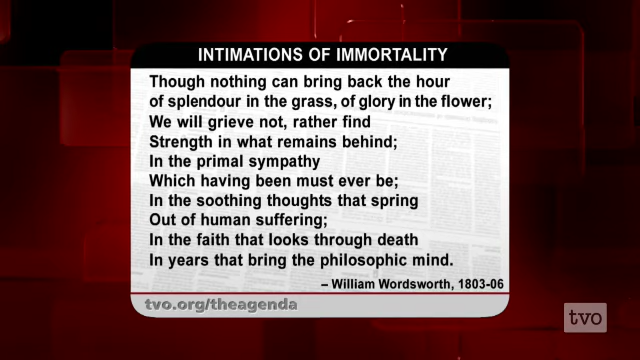 INTIMATIONS OF IMMORTALITY
Though nothing can bring back the hour
of splendour in the grass, of glory in the flower;
We will grieve not, rather find
Strength in what remains behind;
In the primal sympathy
Which having been must ever be;
In the soothing thoughts that spring
Out of human suffering;
In the faith that looks through death
In years that bring the philosophic mind.
– William Wordsworth, 1803-06
tvo.org/theagenda
tvo